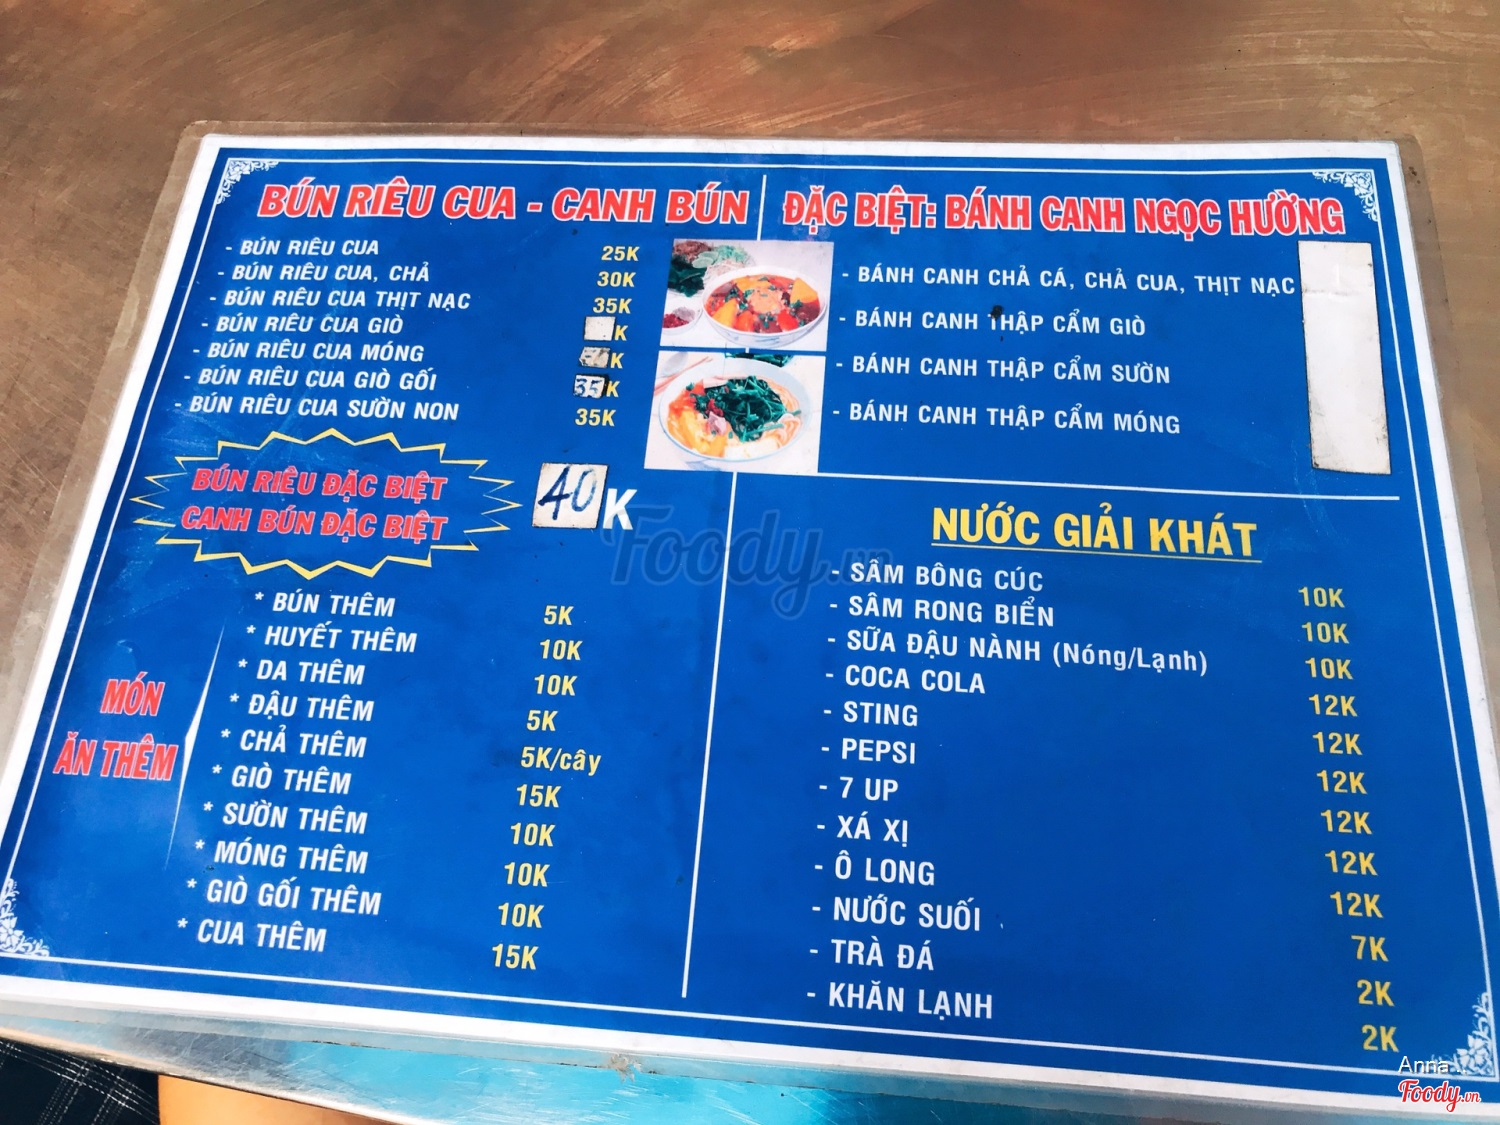 BÚN RIÊU CUA - CANH BÚN
- BÚN RIÊU CUA 25K
- BÚN RIÊU CUA, CHẢ 30K
- BÚN RIÊU CUA THỊT NẠC 35K
- BÚN RIÊU CUA GIÒ K
- BÚN RIÊU CUA MÓNG K
- BÚN RIÊU CUA GIÒ GỐI 35K
- BÚN RIÊU CUA SƯỜN NON 35K
BÚN RIÊU ĐẶC BIỆT
CANH BÚN ĐẶC BIỆT
40K
MÓN
ĂN THÊM
* BÚN THÊM 5K
* HUYẾT THÊM 10K
* DA THÊM 10K
* ĐẬU THÊM 5K
* CHẢ THÊM 5K/cây
* GIÒ THÊM 15K
* SƯỜN THÊM 10K
* MÓNG THÊM 10K
* GIÒ GỐI THÊM 10K
* CUA THÊM 15K
ĐẶC BIỆT: BÁNH CANH NGỌC HƯỜNG
- BÁNH CANH CHẢ CÁ, CHẢ CUA, THỊT NẠC
- BÁNH CANH THẬP CẨM GIÒ
- BÁNH CANH THẬP CẨM SƯỜN
- BÁNH CANH THẬP CẨM MÓNG
NƯỚC GIẢI KHÁT
- SÂM BÔNG CÚC 10K
- SÂM RONG BIỂN 10K
- SỮA ĐẬU NÀNH (Nóng/Lạnh) 10K
- COCA COLA 12K
- STING 12K
- PEPSI 12K
- 7 UP 12K
- XÁ XỊ 12K
- Ô LONG 12K
- NƯỚC SUỐI 7K
- TRÀ ĐÁ 2K
- KHĂN LẠNH 2K
Foody.vn
Anna ..
Foody.vn